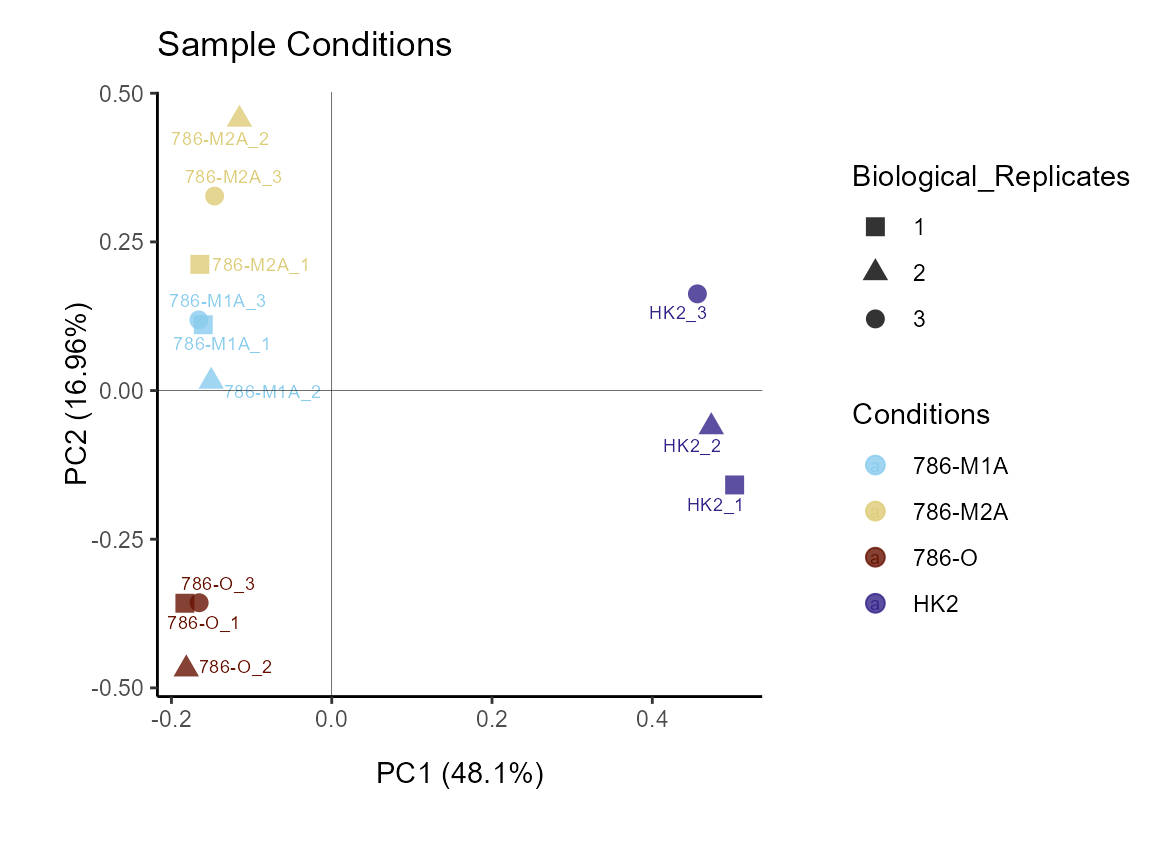 Sample Conditions
0.50
0.25
0.00
-0.25
-0.50
PC2 (16.96%)
786-M2A_2
786-M2A_3
786-M2A_1
786-M1A_3
786-M1A_1
786-M1A_2
HK2_3
HK2_2
HK2_1
786-O_3
786-O_1
786-O_2
-0.2
0.0
0.2
0.4
PC1 (48.1%)
Biological_Replicates
1
2
3
Conditions
a 786-M1A
a 786-M2A
a 786-O
a HK2